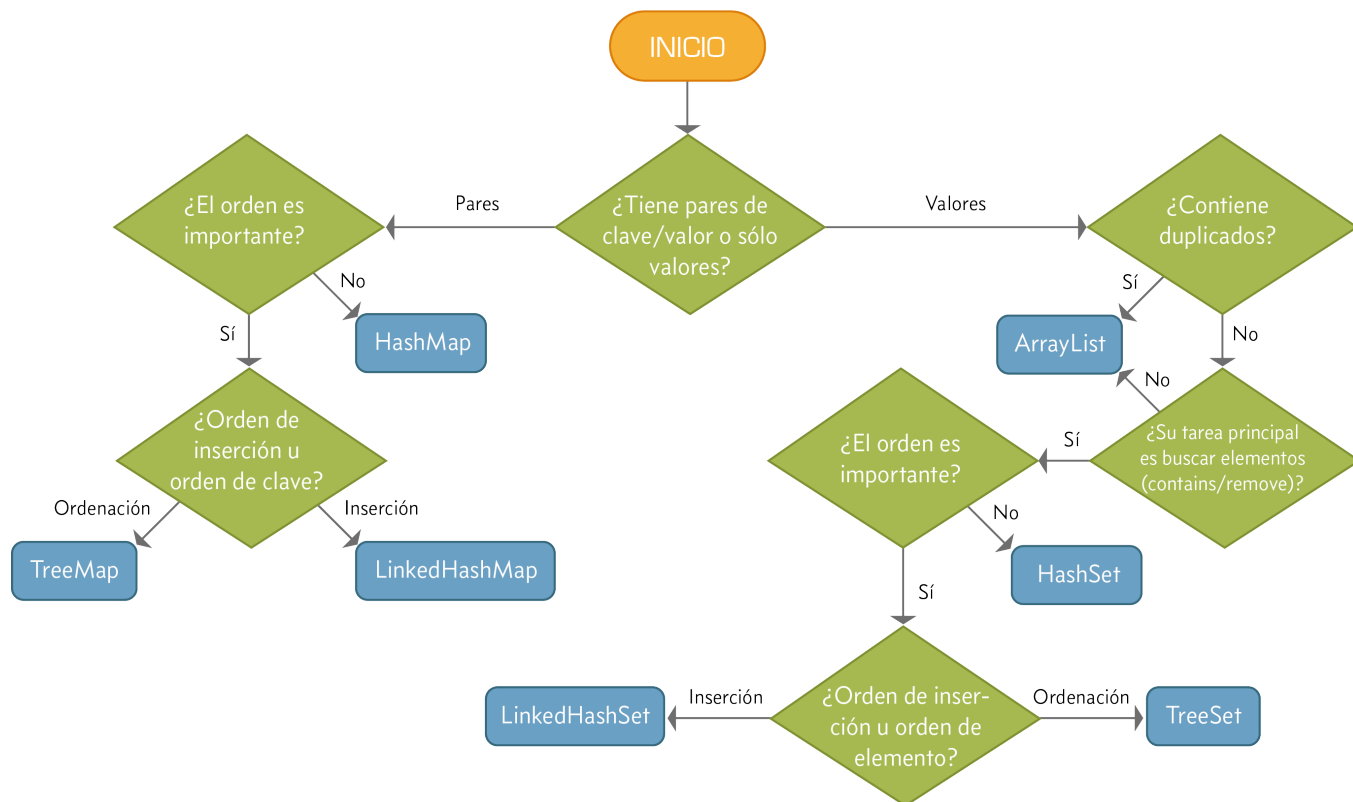 INICIO
¿El orden es
importante?
Pares
¿Tiene pares de
clave/valor o sólo
valores?
Valores
¿Contiene
duplicados?
No
Sí
HashMap
Sí
ArrayList
No
No
¿Orden de
inserción u
orden de clave?
¿El orden es
importante?
Sí
¿Su tarea principal
es buscar elementos
(contains/remove)?
Ordenación
Inserción
No
TreeMap
LinkedHashMap
HashSet
Sí
LinkedHashSet
Inserción
¿Orden de inser-
ción u orden de
elemento?
Ordenación
TreeSet